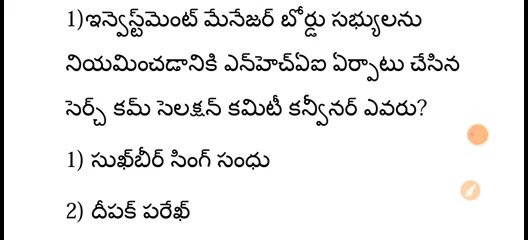 1)ఇన్వెస్ట్‌మెంట్ మేనేజర్ బోర్డు సభ్యులను
నియమించడానికి ఎన్‌హెచ్‌ఏఐ ఏర్పాటు చేసిన
సెర్చ్ కమ్ సెలక్షన్ కమిటీ కన్వీనర్ ఎవరు?
1) సుఖ్‌బీర్ సింగ్ సంధు
2) దీపక్ పరేఖ్